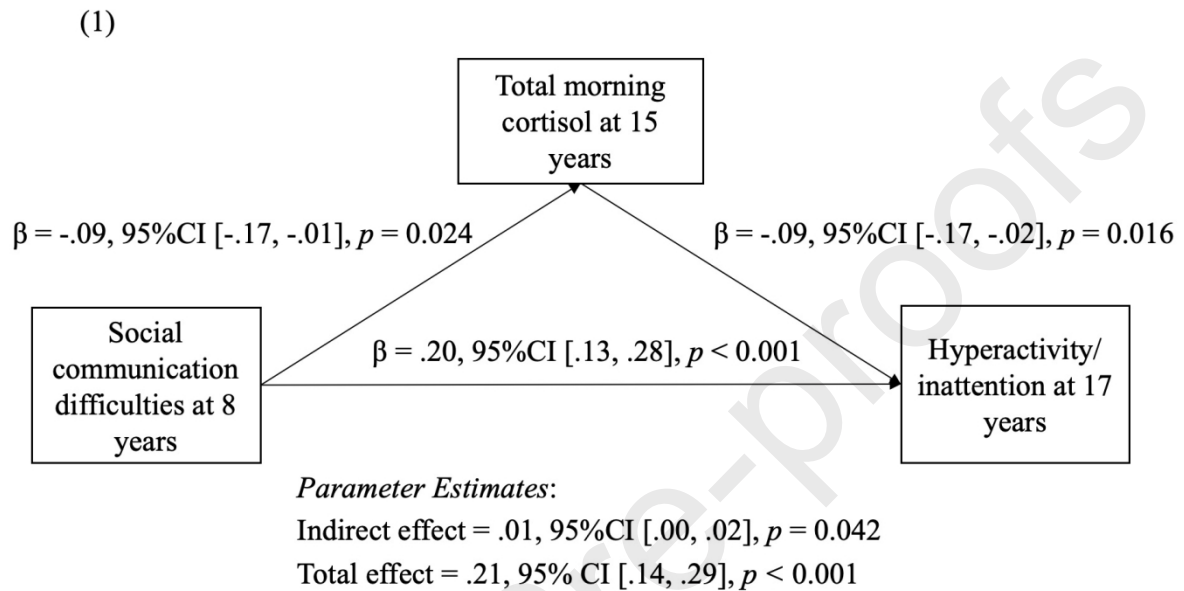 (1)
Total morning
cortisol at 15
years
β = -.09, 95%CI [-.17, -.01], p = 0.024
β = -.09, 95%CI [-.17, -.02], p = 0.016
Social
communication
difficulties at 8
years
β = .20, 95%CI [.13, .28], p < 0.001
Hyperactivity/
inattention at 17
years
Parameter Estimates:
Indirect effect = .01, 95%CI [.00, .02], p = 0.042
Total effect = .21, 95% CI [.14, .29], p < 0.001
re-proofs